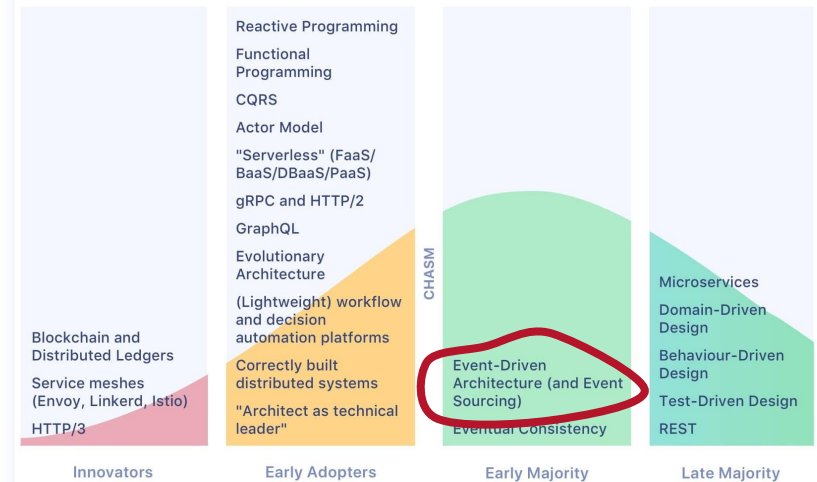 Blockchain and
Distributed Ledgers
Service meshes
(Envoy, Linkerd, Istio)
HTTP/3
Innovators
Reactive Programming
Functional
Programming
CQRS
Actor Model
"Serverless" (FaaS/
BaaS/DBaaS/PaaS)
gRPC and HTTP/2
GraphQL
Evolutionary
Architecture
(Lightweight) workflow
and decision
automation platforms
Correctly built
distributed systems
"Architect as technical
leader"
Early Adopters
CHASM
Event-Driven
Architecture (and Event
Sourcing)
Eventual Consistency
Early Majority
Microservices
Domain-Driven
Design
Behaviour-Driven
Design
Test-Driven Design
REST
Late Majority